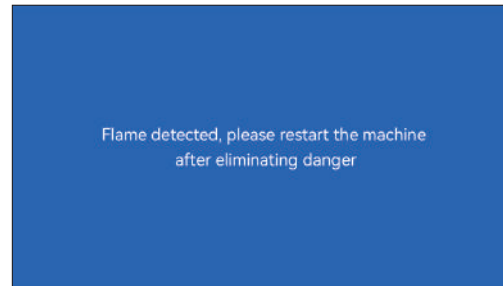 Flame detected, please restart the machine
after eliminating danger